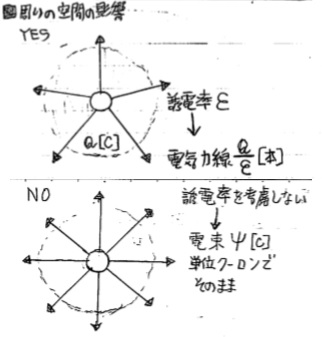 周りの空間の影響
YES
誘電率 ε
Q[C]
電気力線 Q/ε [本]
NO
誘電率を考慮しない
電束 Ψ[C]
単位クーロンで
そのまま